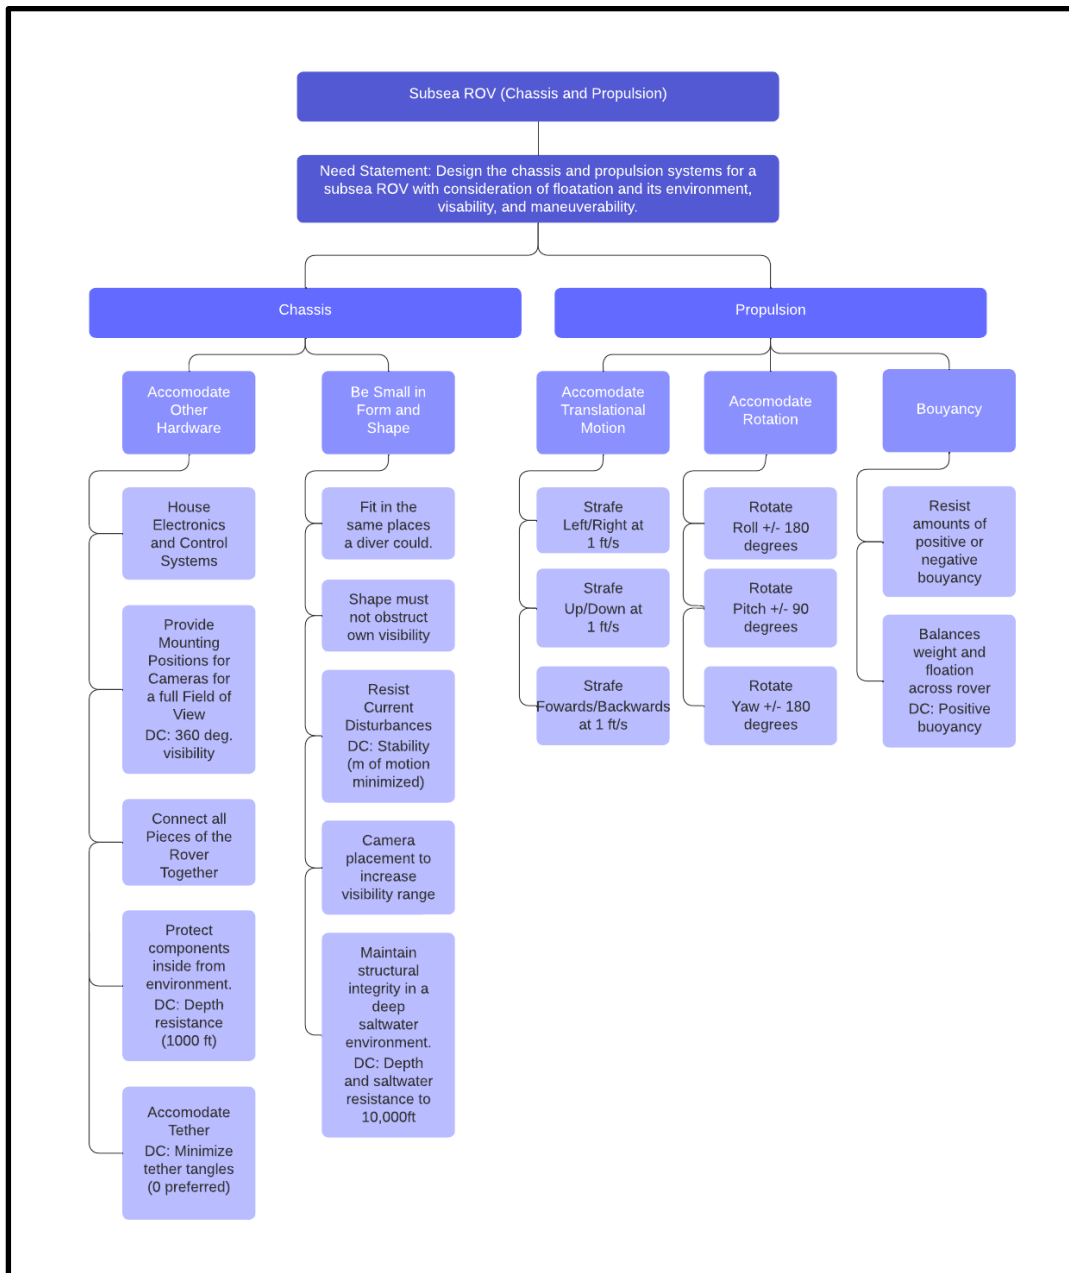 Subsea ROV (Chassis and Propulsion)
Need Statement: Design the chassis and propulsion systems for a
subsea ROV with consideration of floatation and its environment,
visability, and maneuverability.
Chassis
Propulsion
Accomodate
Other
Hardware
Be Small in
Form and
Shape
Accomodate
Translational
Motion
Accomodate
Rotation
Bouyancy
House
Electronics
and Control
Systems
Provide
Mounting
Positions for
Cameras for
a full Field of
View
DC: 360 deg.
visibility
Connect all
Pieces of the
Rover
Together
Protect
components
inside from
environment.
DC: Depth
resistance
(1000 ft)
Accomodate
Tether
DC: Minimize
tether tangles
(0 preferred)
Fit in the
same places
a diver could.
Shape must
not obstruct
own visibility
Resist
Current
Disturbances
DC: Stability
(m of motion
minimized)
Camera
placement to
increase
visibility range
Maintain
structural
integrity in a
deep
saltwater
environment.
DC: Depth
and saltwater
resistance to
10,000ft
Strafe
Left/Right at
1 ft/s
Strafe
Up/Down at
1 ft/s
Strafe
Fowards/Backwards
at 1 ft/s
Rotate
Roll +/- 180
degrees
Rotate
Pitch +/- 90
degrees
Rotate
Yaw +/- 180
degrees
Resist
amounts of
positive or
negative
bouyancy
Balances
weight and
floation
across rover
DC: Positive
buoyancy